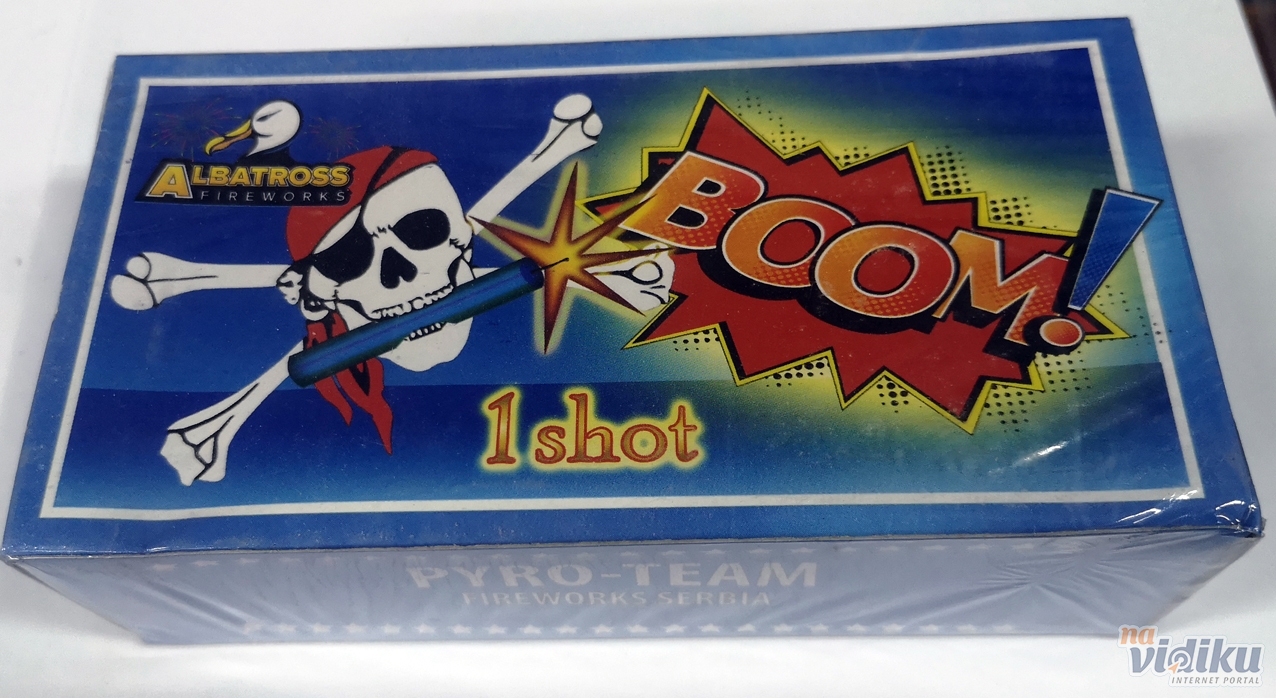 ALBATROSS
FIREWORKS
BOOM!
1 shot
PYRO-TEAM
FIREWORKS SERBIA
na
vidiku
INTERNET PORTAL